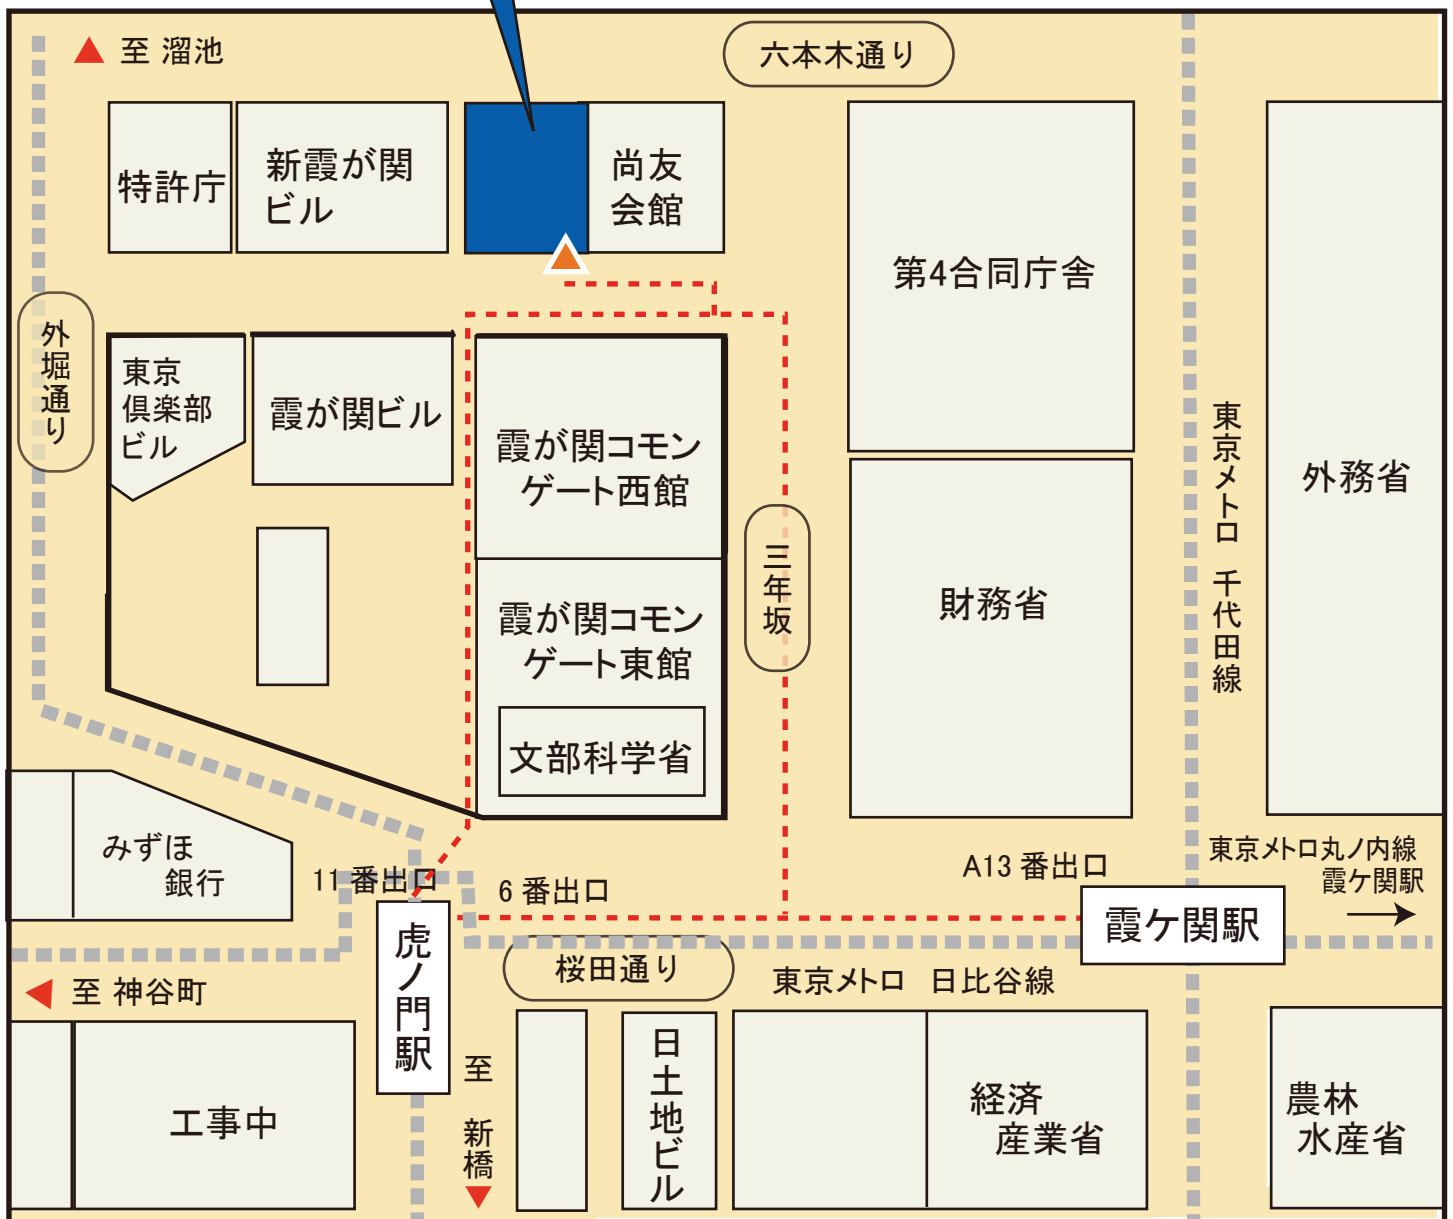 至 溜池
六本木通り
特許庁
新霞が関
ビル
尚友
会館
第4合同庁舎
外堀通り
東京
倶楽部
ビル
霞が関ビル
霞が関コモン
ゲート西館
東京メトロ 千代田線
外務省
三年坂
霞が関コモン
ゲート東館
財務省
文部科学省
みずほ
銀行
11番出口
6番出口
A13番出口
東京メトロ丸ノ内線
霞ケ関駅
虎ノ門駅
霞ケ関駅
桜田通り
東京メトロ 日比谷線
至 神谷町
至 新橋
工事中
日土地ビル
経済
産業省
農林
水産省